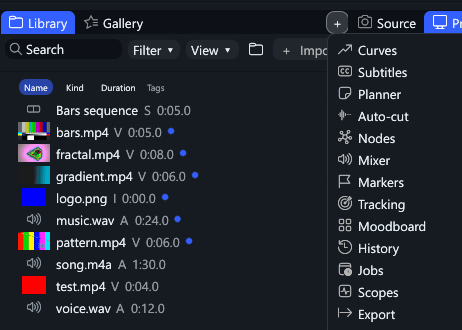 Library Gallery + Source Pr
Search Filter ▼ View ▼ + Impo
Name Kind Duration Tags
Bars sequence S 0:05.0
bars.mp4 V 0:05.0
fractal.mp4 V 0:08.0
gradient.mp4 V 0:06.0
logo.png I 0:00.0
music.wav A 0:24.0
pattern.mp4 V 0:06.0
song.m4a A 1:30.0
test.mp4 V 0:04.0
voice.wav A 0:12.0
Curves
CC Subtitles
Planner
Auto-cut
Nodes
Mixer
Markers
Tracking
Moodboard
History
Jobs
Scopes
Export